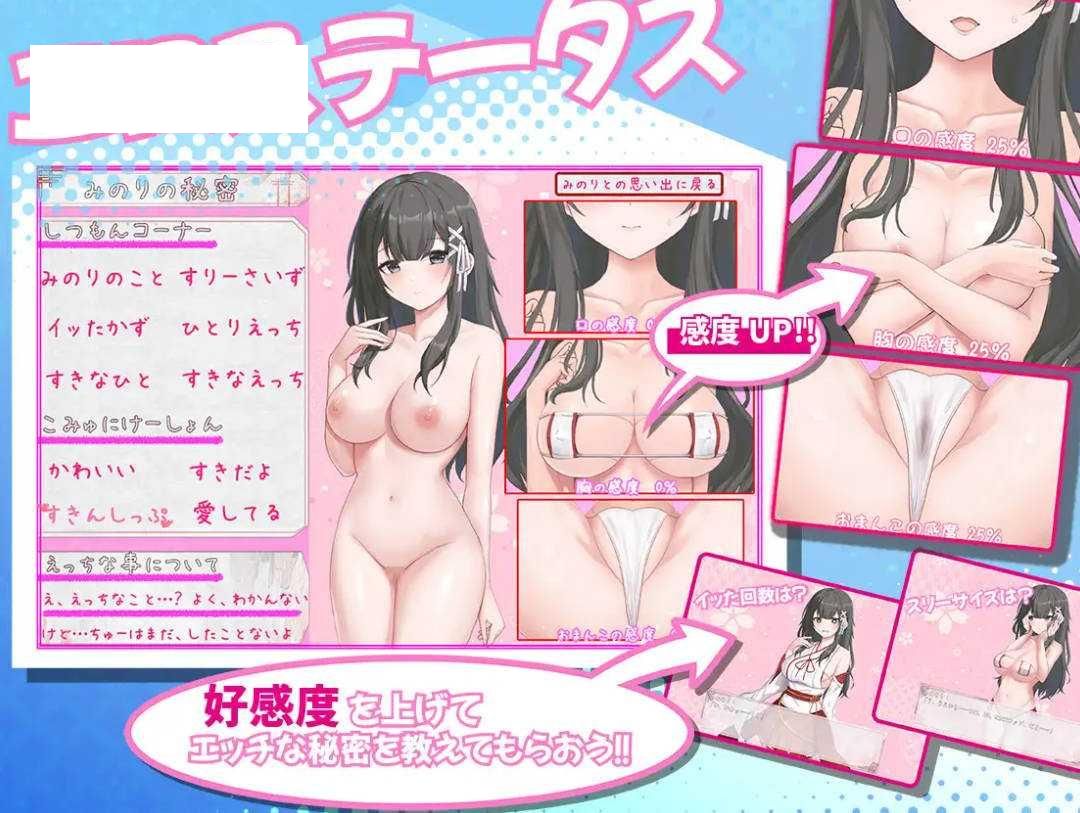 ステータス
口の感度 25%
みのりの秘密
みのりとの思い出に戻る
しつもんコーナー
みのりのこと すりーさいず
イッたかず ひとりえっち
すきなひと すきなえっち
こみゅにけーしょん
かわいい すきだよ
すきんしっぷ 愛してる
えっちな事について
え、えっちなこと…? よく、わかんない
けど…ちゅーはまだ、したことないよ
口の感度
感度 UP!!
胸の感度 25%
胸の感度 0%
おまんこの感度 25%
おまんこの感度
イッた回数は?
スリーサイズは?
好感度を上げて
エッチな秘密を教えてもらおう!!